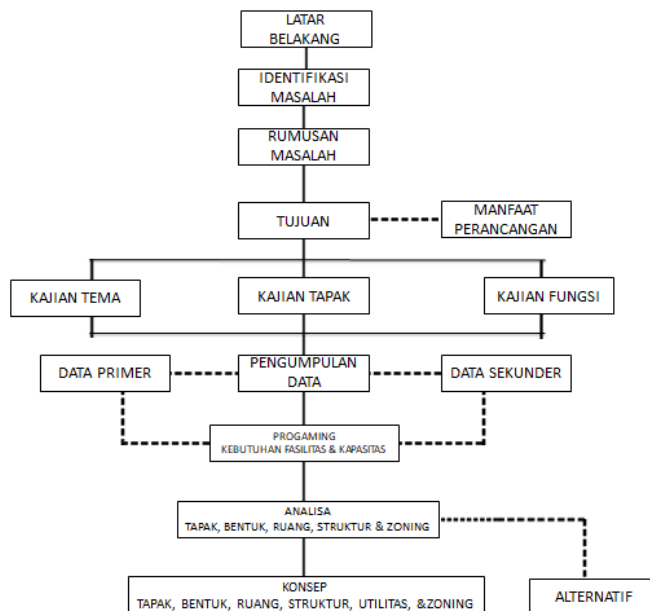 LATAR
BELAKANG
IDENTIFIKASI
MASALAH
RUMUSAN
MASALAH
TUJUAN
MANFAAT
PERANCANGAN
KAJIAN TEMA
KAJIAN TAPAK
KAJIAN FUNGSI
DATA PRIMER
PENGUMPULAN
DATA
DATA SEKUNDER
PROGAMING
KEBUTUHAN FASILITAS & KAPASITAS
ANALISA
TAPAK, BENTUK, RUANG, STRUKTUR & ZONING
KONSEP
TAPAK, BENTUK, RUANG, STRUKTUR, UTILITAS, &ZONING
ALTERNATIF